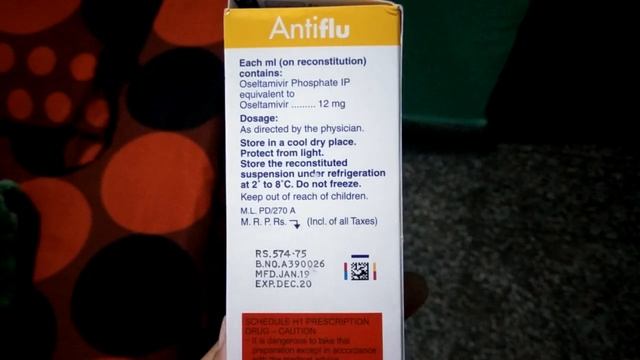 Antiflu
Each ml (on reconstitution)
contains:
Oseltamivir Phosphate IP
equivalent to
Oseltamivir ......... 12 mg
Dosage:
As directed by the physician.
Store in a cool dry place.
Protect from light.
Store the reconstituted
suspension under refrigeration
at 2° to 8°C. Do not freeze.
Keep out of reach of children.
M.L. PD/270 A
M. R. P. Rs. (Incl. of all Taxes)
RS.574-75
B.NO.A390026
MFD.JAN.19
EXP.DEC.20
SCHEDULE H1 PRESCRIPTION
DRUG – CAUTION
- It is dangerous to take this
preparation except in accordance
with the medical advice